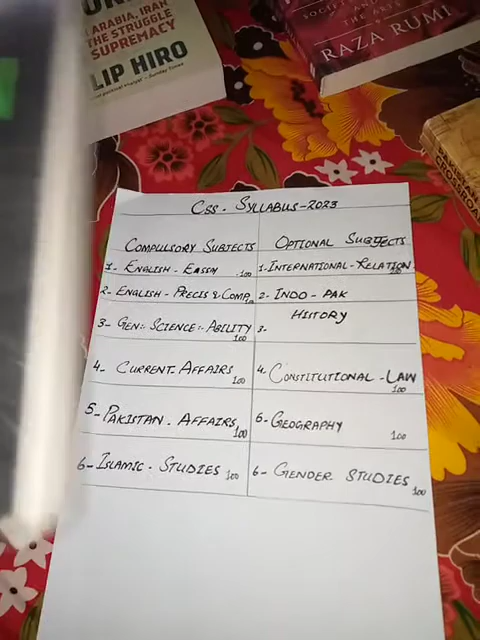 ARABIA, IRAN
THE STRUGGLE
SUPREMACY
LIP HIRO
SOCIETY
THE
RAZA RUMI
CSS. SYLLABUS-2023
COMPULSORY SUBJECTS
OPTIONAL SUBJECTS
1- ENGLISH - ESSAY 100
1-INTERNATIONAL-RELATION 100
2- ENGLISH - PRECIS & COMP
2- INDO - PAK
HISTORY
3- GEN:. SCIENCE:. ABILITY 100
3-
4- CURRENT. AFFAIRS 100
4. CONSTITUTIONAL - LAW 100
5- PAKISTAN. AFFAIRS 100
6- GEOGRAPHY 100
6- ISLAMIC - STUDIES 100
6- GENDER STUDIES 100